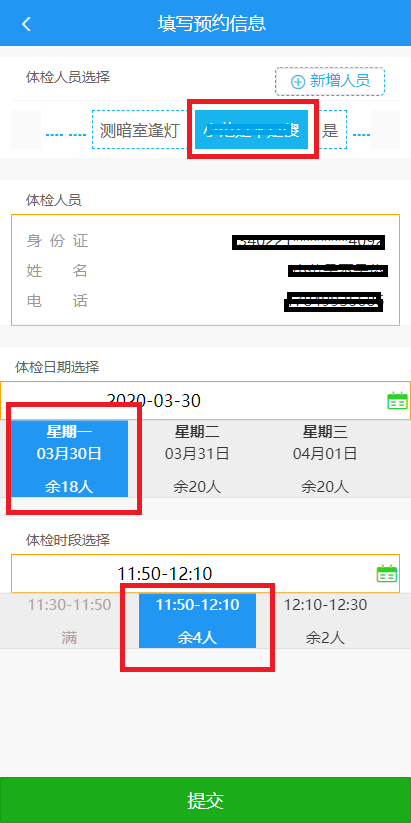 填写预约信息
体检人员选择
新增人员
测暗室逢灯 是
体检人员
身份证
姓名
电话
体检日期选择
2020-03-30
星期一 星期二 星期三
03月30日 03月31日 04月01日
余18人 余20人 余20人
体检时段选择
11:50-12:10
11:30-11:50 11:50-12:10 12:10-12:30
满 余4人 余2人
提交